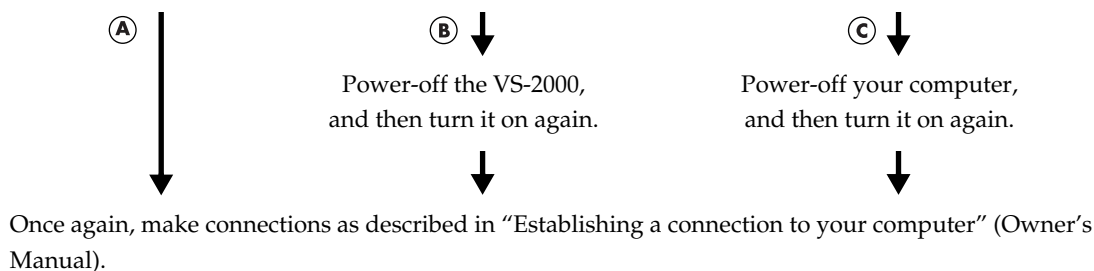 A
B
C
Power-off the VS-2000,
and then turn it on again.
Power-off your computer,
and then turn it on again.
Once again, make connections as described in “Establishing a connection to your computer” (Owner’s
Manual).